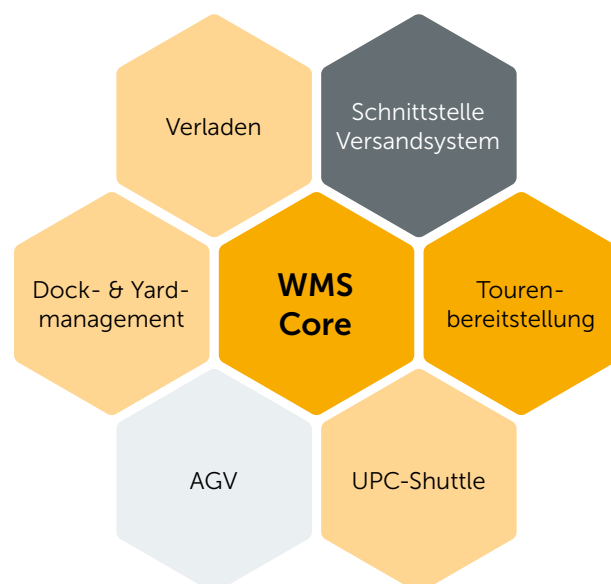 Verladen
Schnittstelle
Versandsystem
Dock- & Yard-
management
WMS
Core
Touren-
bereitstellung
AGV
UPC-Shuttle